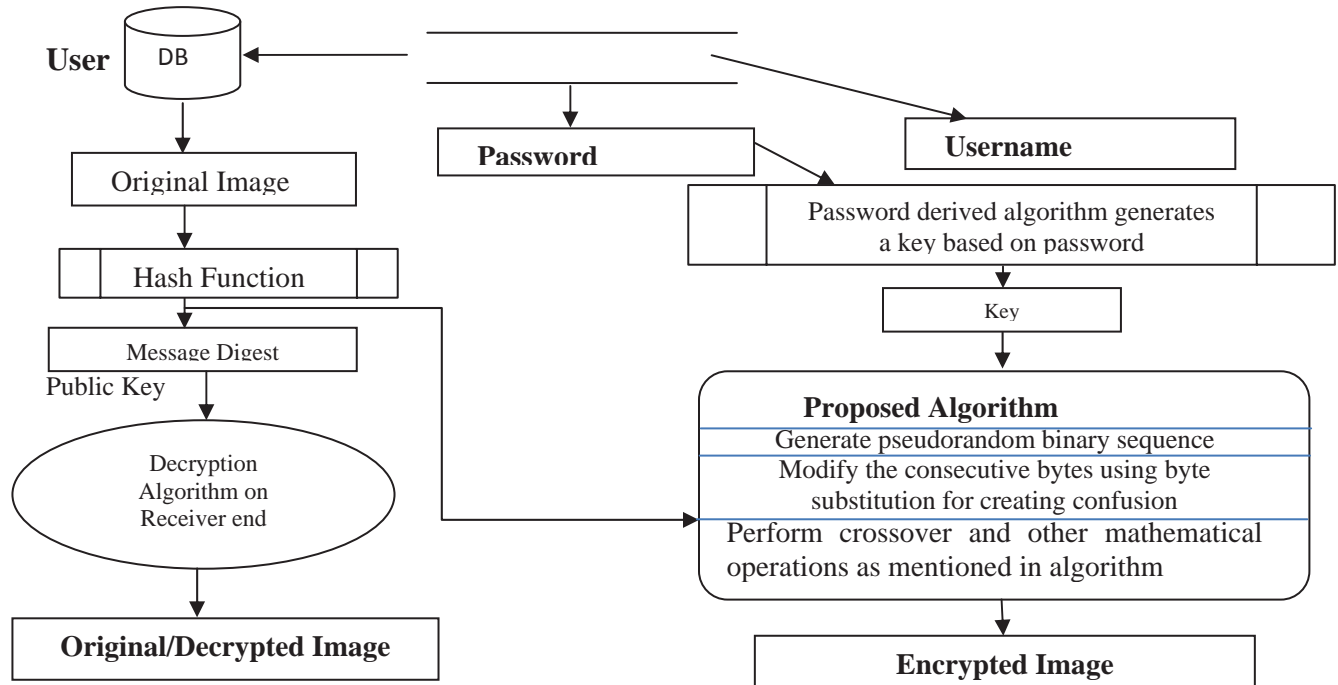 User
DB
Password
Username
Original Image
Password derived algorithm generates
a key based on password
Hash Function
Key
Message Digest
Public Key
Proposed Algorithm
Generate pseudorandom binary sequence
Modify the consecutive bytes using byte
substitution for creating confusion
Perform crossover and other mathematical
operations as mentioned in algorithm
Decryption
Algorithm on
Receiver end
Original/Decrypted Image
Encrypted Image